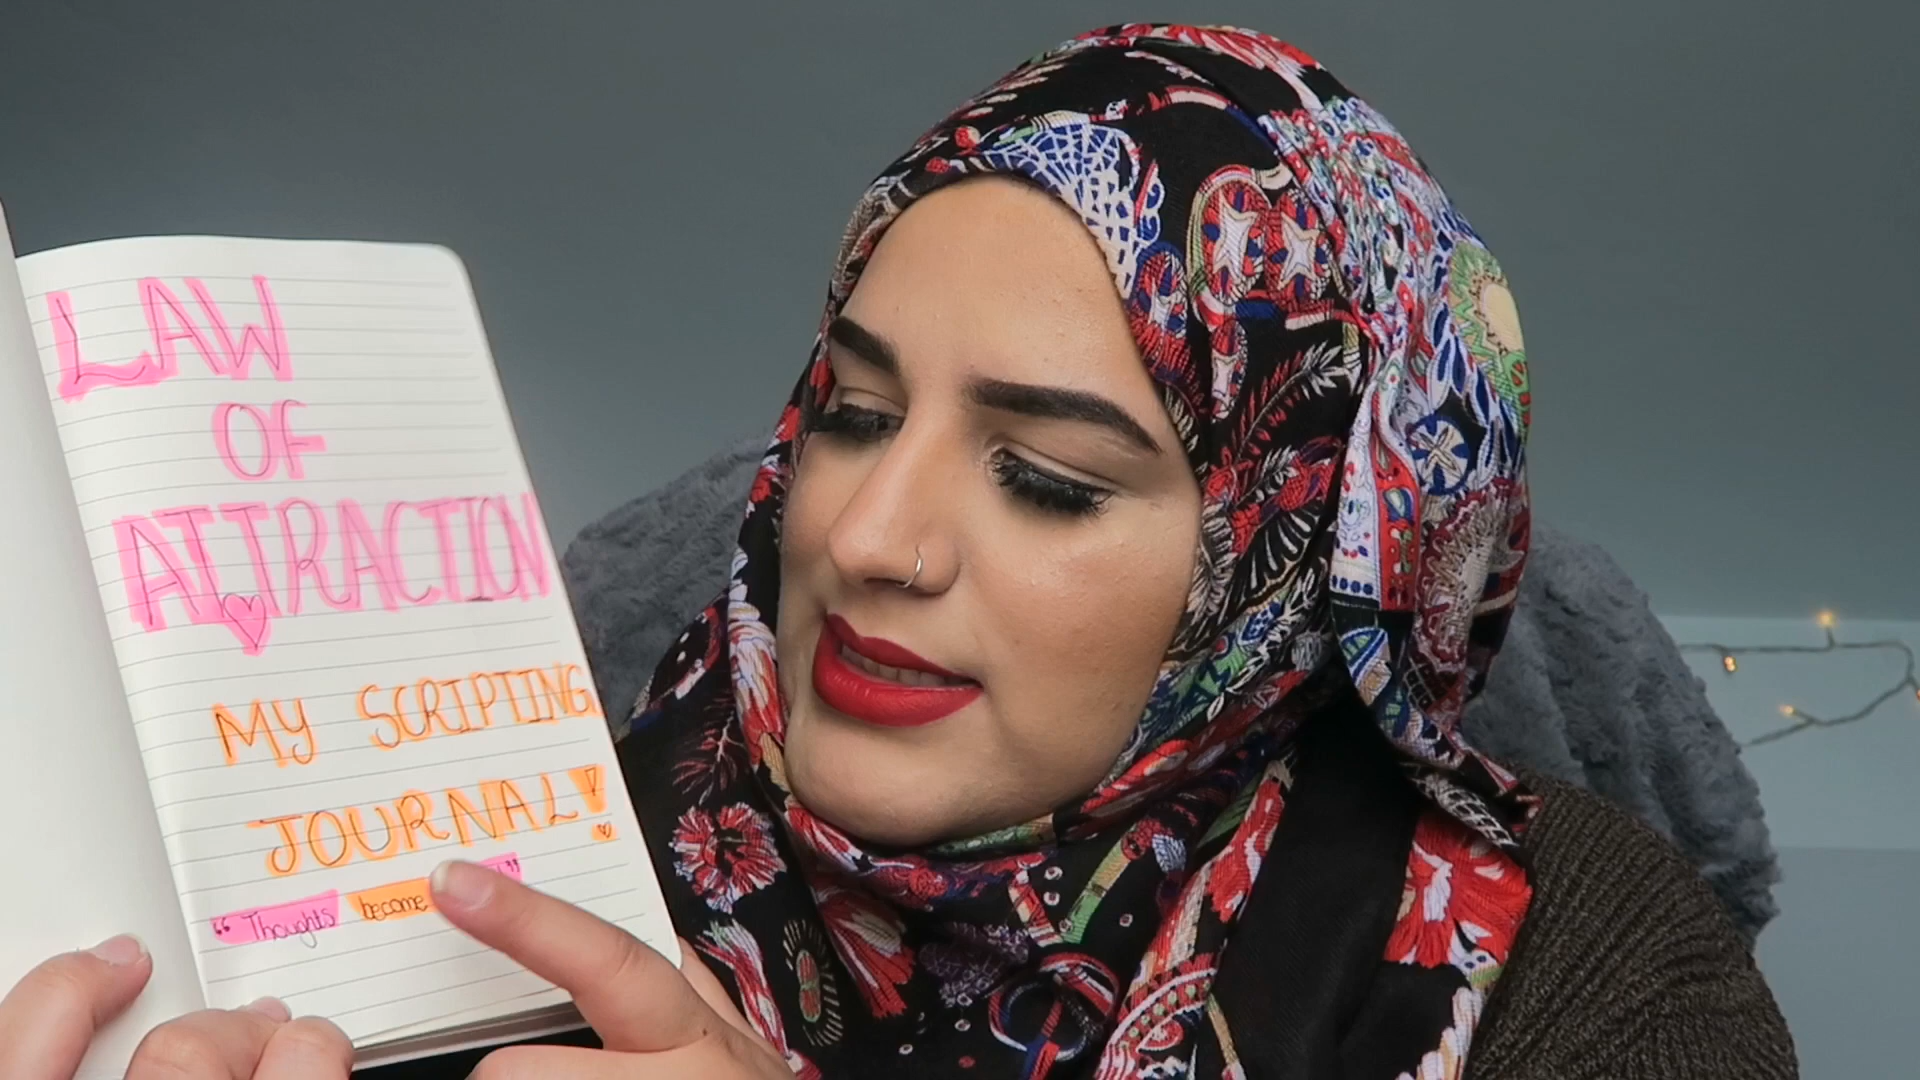 LAW
OF
ATTRACTION
MY SCRIPTING
JOURNAL!
“ Thoughts become ”